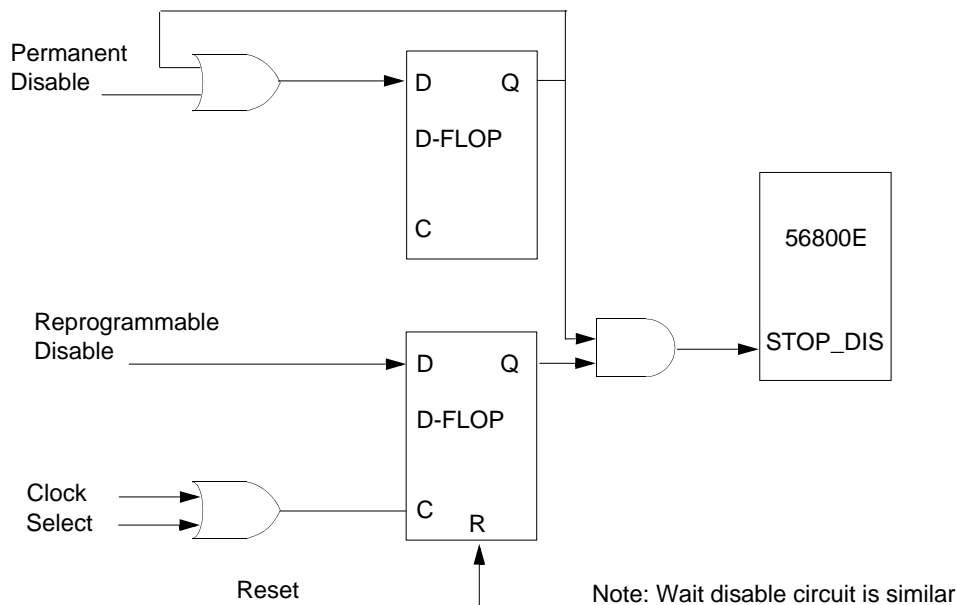 Permanent
Disable
D Q
D-FLOP
C
56800E
STOP_DIS
Reprogrammable
Disable
D Q
D-FLOP
Clock
Select
C
R
Reset
Note: Wait disable circuit is similar